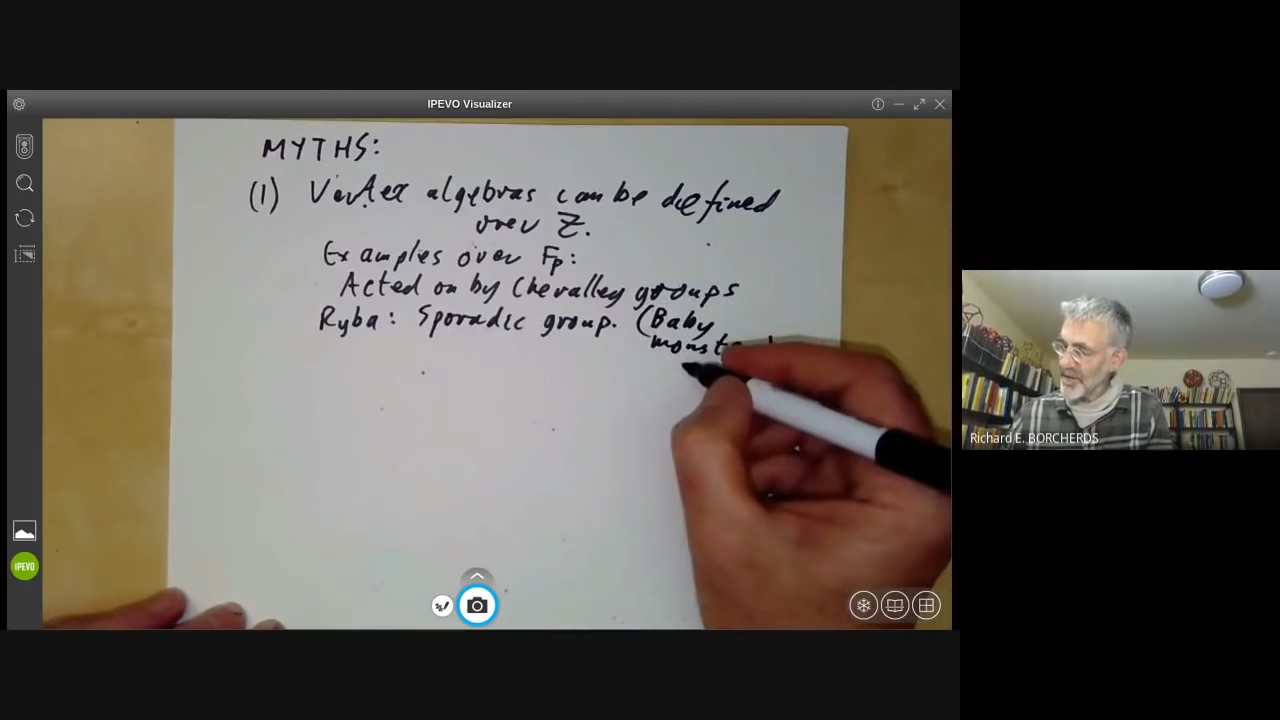 IPEVO Visualizer
MYTHS:
(1) Vertex algebras can be defined
over Z.
Examples over Fp:
Acted on by Chevalley groups
Ryba: Sporadic group. (Baby
IPEVO
Richard E. BORCHERDS